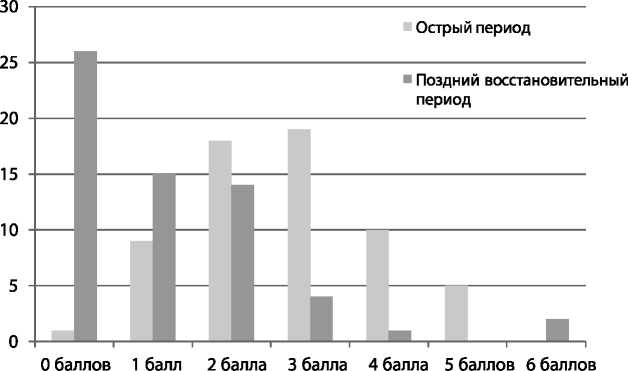 30
Острый период
25
Поздний восстановительный
период
20
15
10
5
0
0 баллов 1 балл 2 балла 3 балла 4 балла 5 баллов 6 баллов